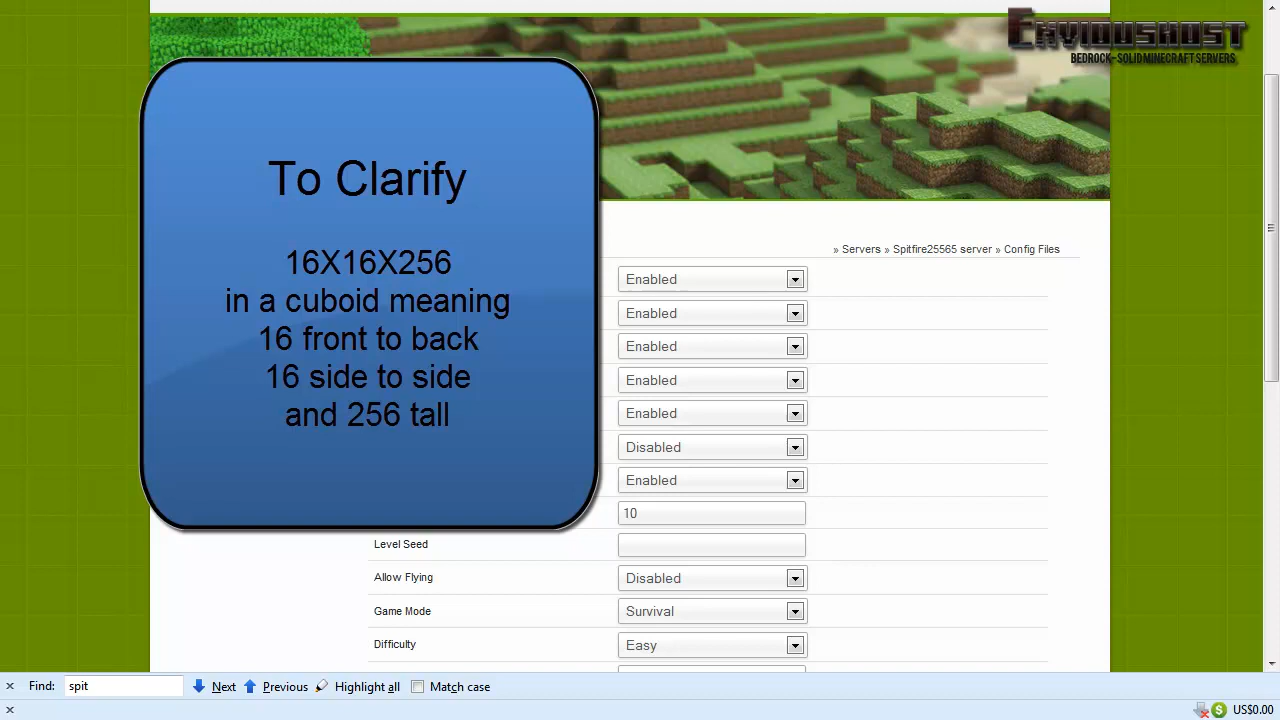 ENVIOUSHOST
BEDROCK-SOLID MINECRAFT SERVERS
To Clarify
16X16X256
in a cuboid meaning
16 front to back
16 side to side
and 256 tall
» Servers » Spitfire25565 server » Config Files
Enabled
Enabled
Enabled
Enabled
Enabled
Disabled
Enabled
10
Level Seed
Allow Flying Disabled
Game Mode Survival
Difficulty Easy
× Find: spit Next Previous Highlight all Match case
× US$0.00